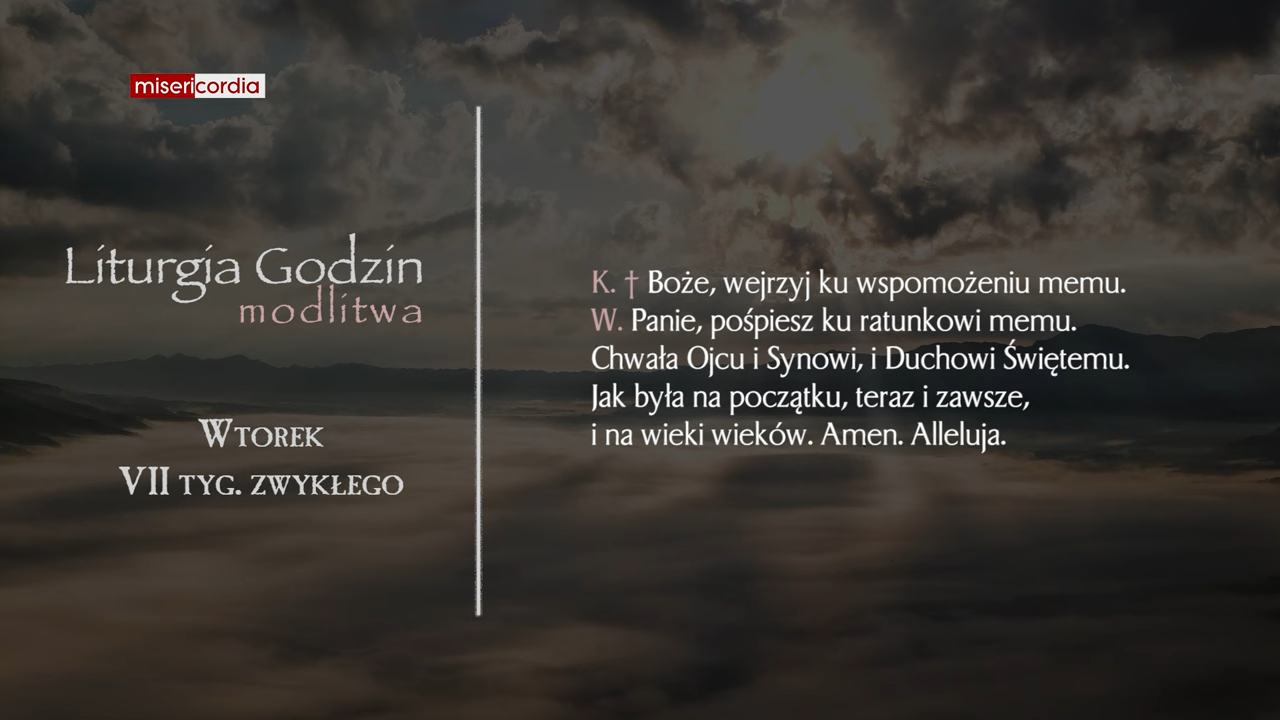 misericordia
Liturgia Godzin
modlitwa
Wtorek
VII tyg. zwykłego
K. † Boże, wejrzyj ku wspomożeniu memu.
W. Panie, pośpiesz ku ratunkowi memu.
Chwała Ojcu i Synowi, i Duchowi Świętemu.
Jak była na początku, teraz i zawsze,
i na wieki wieków. Amen. Alleluja.